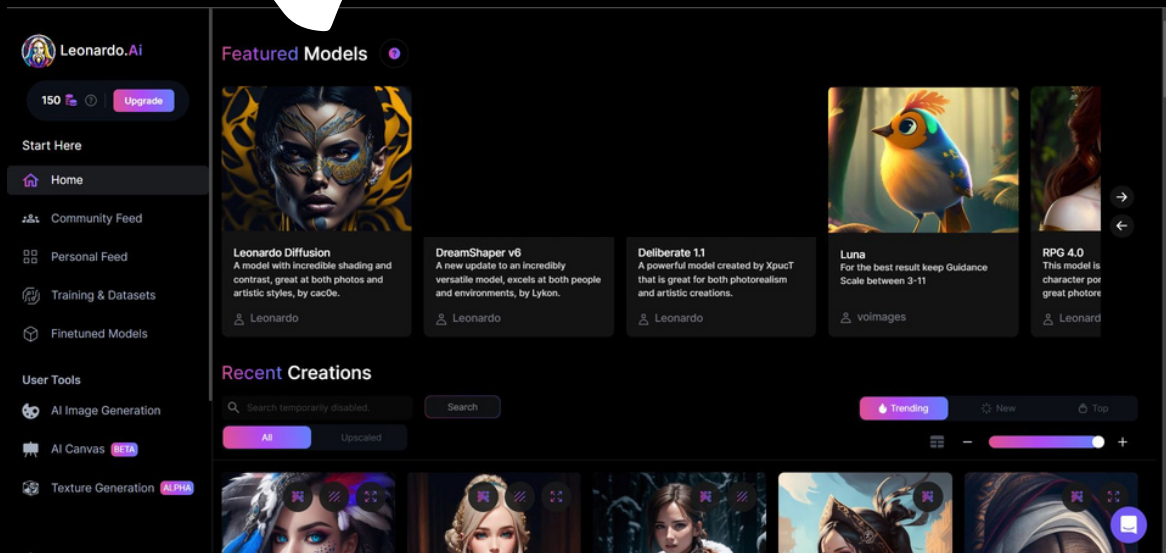 Leonardo.Ai
150
Upgrade
Start Here
Home
Community Feed
Personal Feed
Training & Datasets
Finetuned Models
User Tools
AI Image Generation
AI Canvas BETA
Texture Generation ALPHA
Featured Models
Leonardo Diffusion
A model with incredible shading and
contrast, great at both photos and
artistic styles, by cac0e.
Leonardo
DreamShaper v6
A new update to an incredibly
versatile model, excels at both people
and environments, by Lykon.
Leonardo
Deliberate 1.1
A powerful model created by XpucT
that is great for both photorealism
and artistic creations.
Leonardo
Luna
For the best result keep Guidance
Scale between 3-11
voimages
RPG 4.0
This model is
character por
great photore
Leonard
Recent Creations
Search temporarily disabled.
Search
Trending
New
Top
All
Upscaled